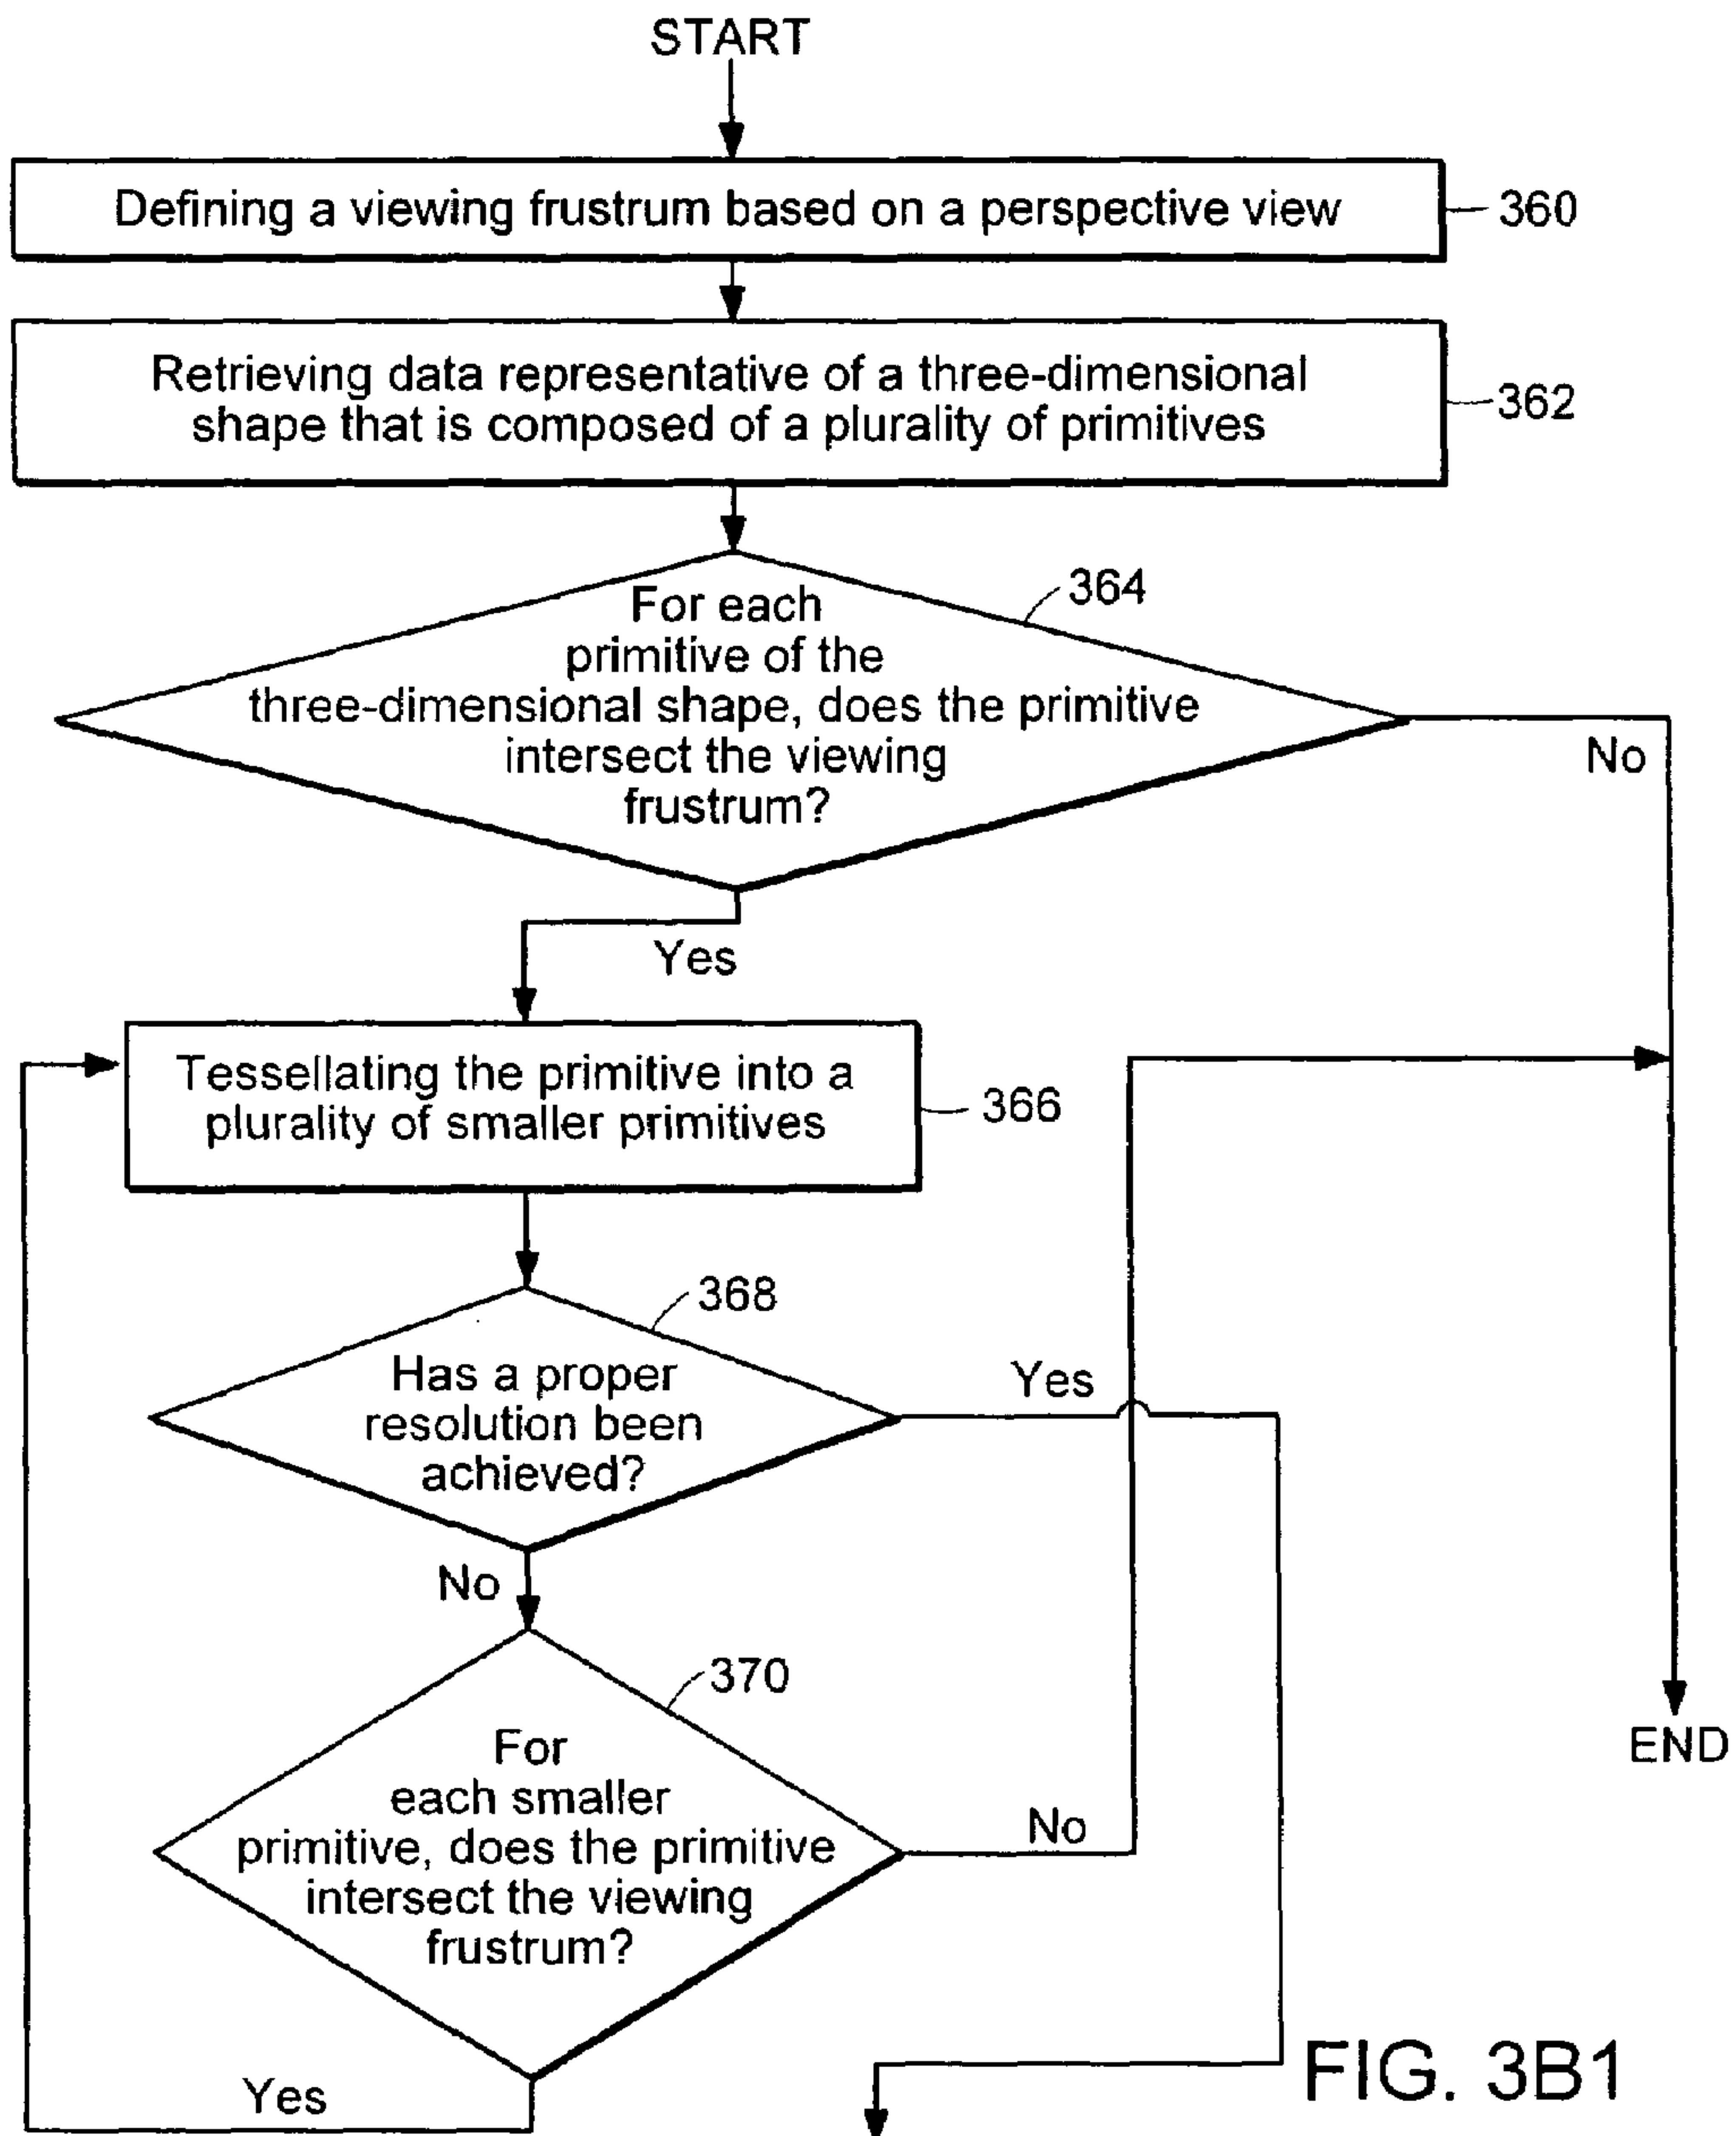 START
Defining a viewing frustrum based on a perspective view
360
Retrieving data representative of a three-dimensional
shape that is composed of a plurality of primitives
362
364
For each
primitive of the
three-dimensional shape, does the primitive
intersect the viewing
frustrum?
No
Yes
Tessellating the primitive into a
plurality of smaller primitives
366
368
Has a proper
resolution been
achieved?
Yes
No
370
For
each smaller
primitive, does the primitive
intersect the viewing
frustrum?
No
END
Yes
FIG. 3B1